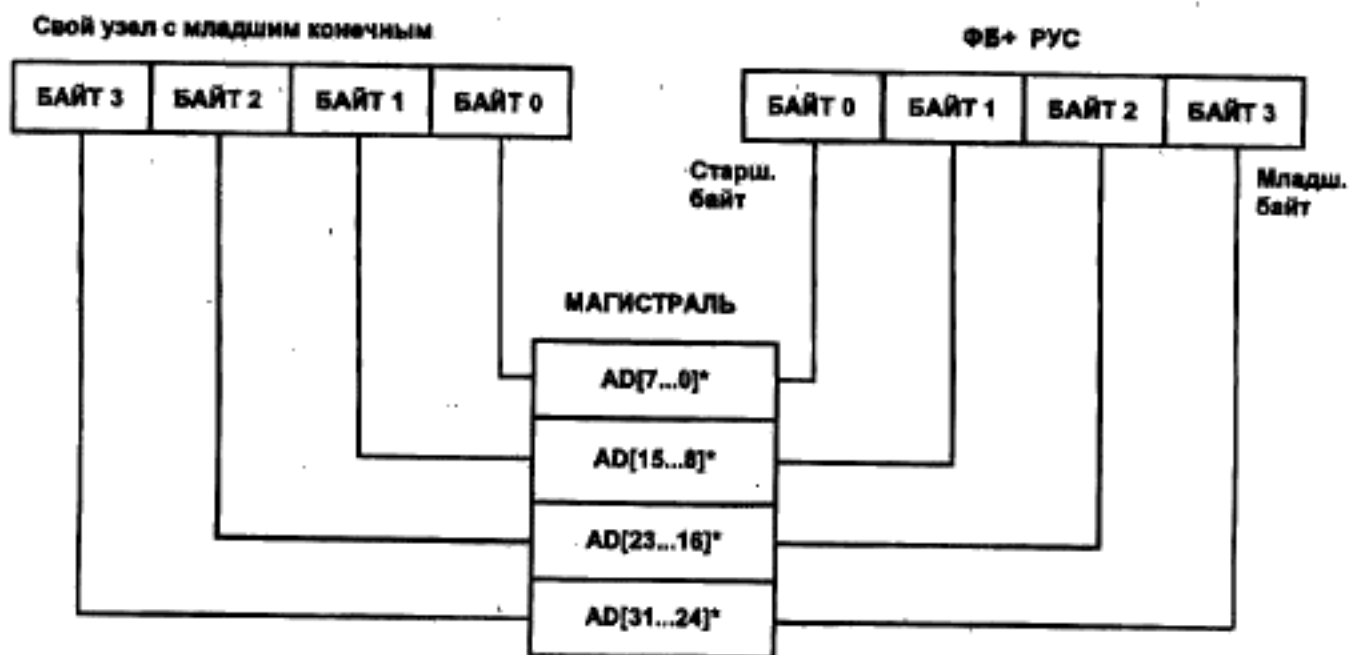 Свой узел с младшим конечным
ФБ+ РУС
БАЙТ 3 БАЙТ 2 БАЙТ 1 БАЙТ 0
БАЙТ 0 БАЙТ 1 БАЙТ 2 БАЙТ 3
Старш.
байт
Младш.
байт
МАГИСТРАЛЬ
AD[7...0]*
AD[15...8]*
AD[23...16]*
AD[31...24]*